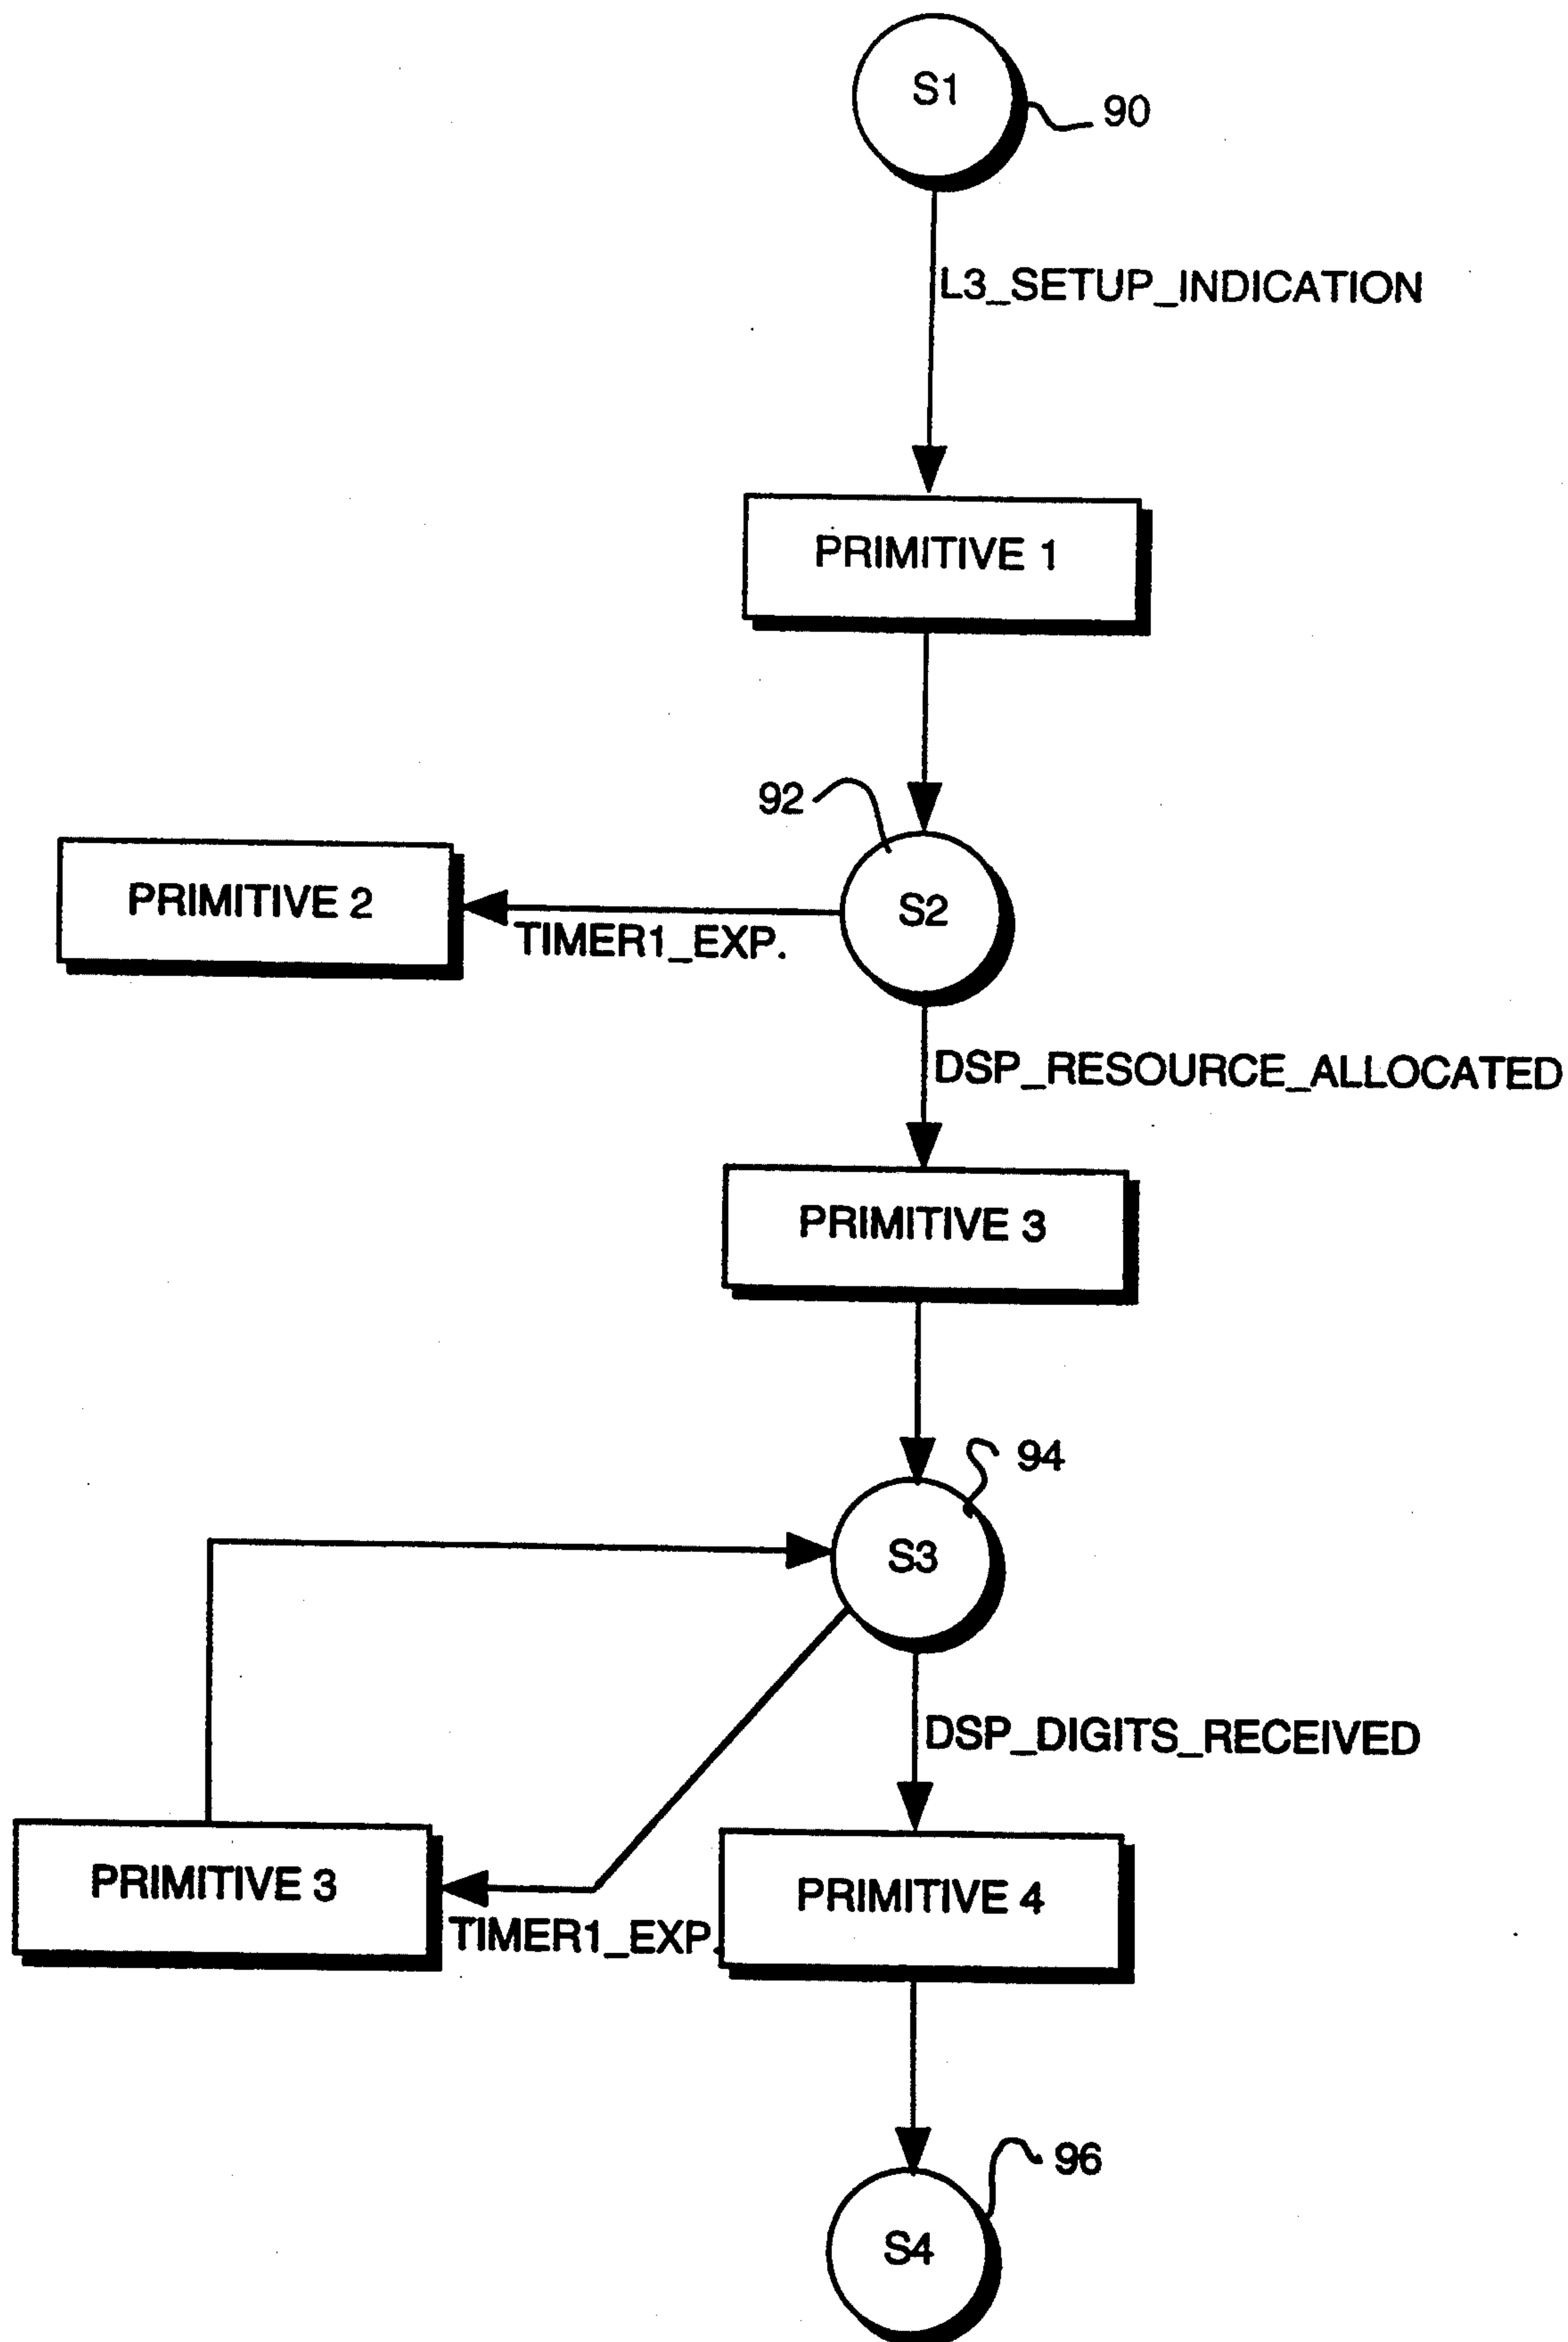 S1
90
L3_SETUP_INDICATION
PRIMITIVE 1
92
PRIMITIVE 2
S2
TIMER1_EXP.
DSP_RESOURCE_ALLOCATED
PRIMITIVE 3
94
S3
DSP_DIGITS_RECEIVED
PRIMITIVE 3
PRIMITIVE 4
TIMER1_EXP.
96
S4